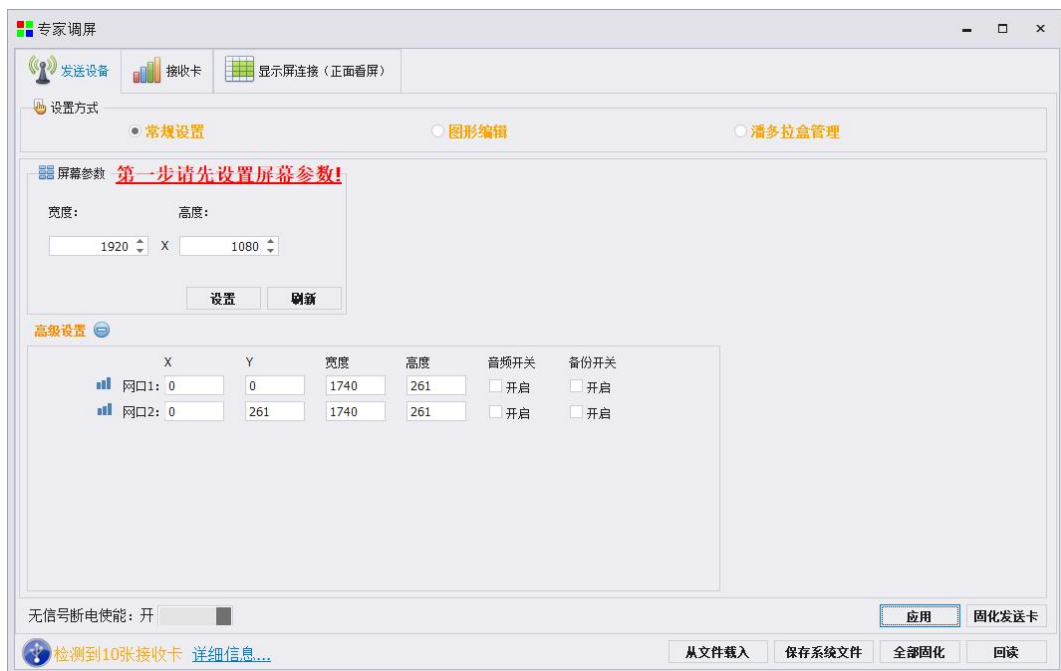 专家调屏
发送设备 接收卡 显示屏连接（正面看屏）
设置方式
常规设置 图形编辑 潘多拉盒管理
屏幕参数 第一步请先设置屏幕参数!
宽度: 高度:
1920 X 1080
设置 刷新
高级设置
X Y 宽度 高度 音频开关 备份开关
网口1: 0 0 1740 261 开启 开启
网口2: 0 261 1740 261 开启 开启
无信号断电使能: 开 应用 固化发送卡
检测到10张接收卡 详细信息... 从文件载入 保存系统文件 全部固化 回读